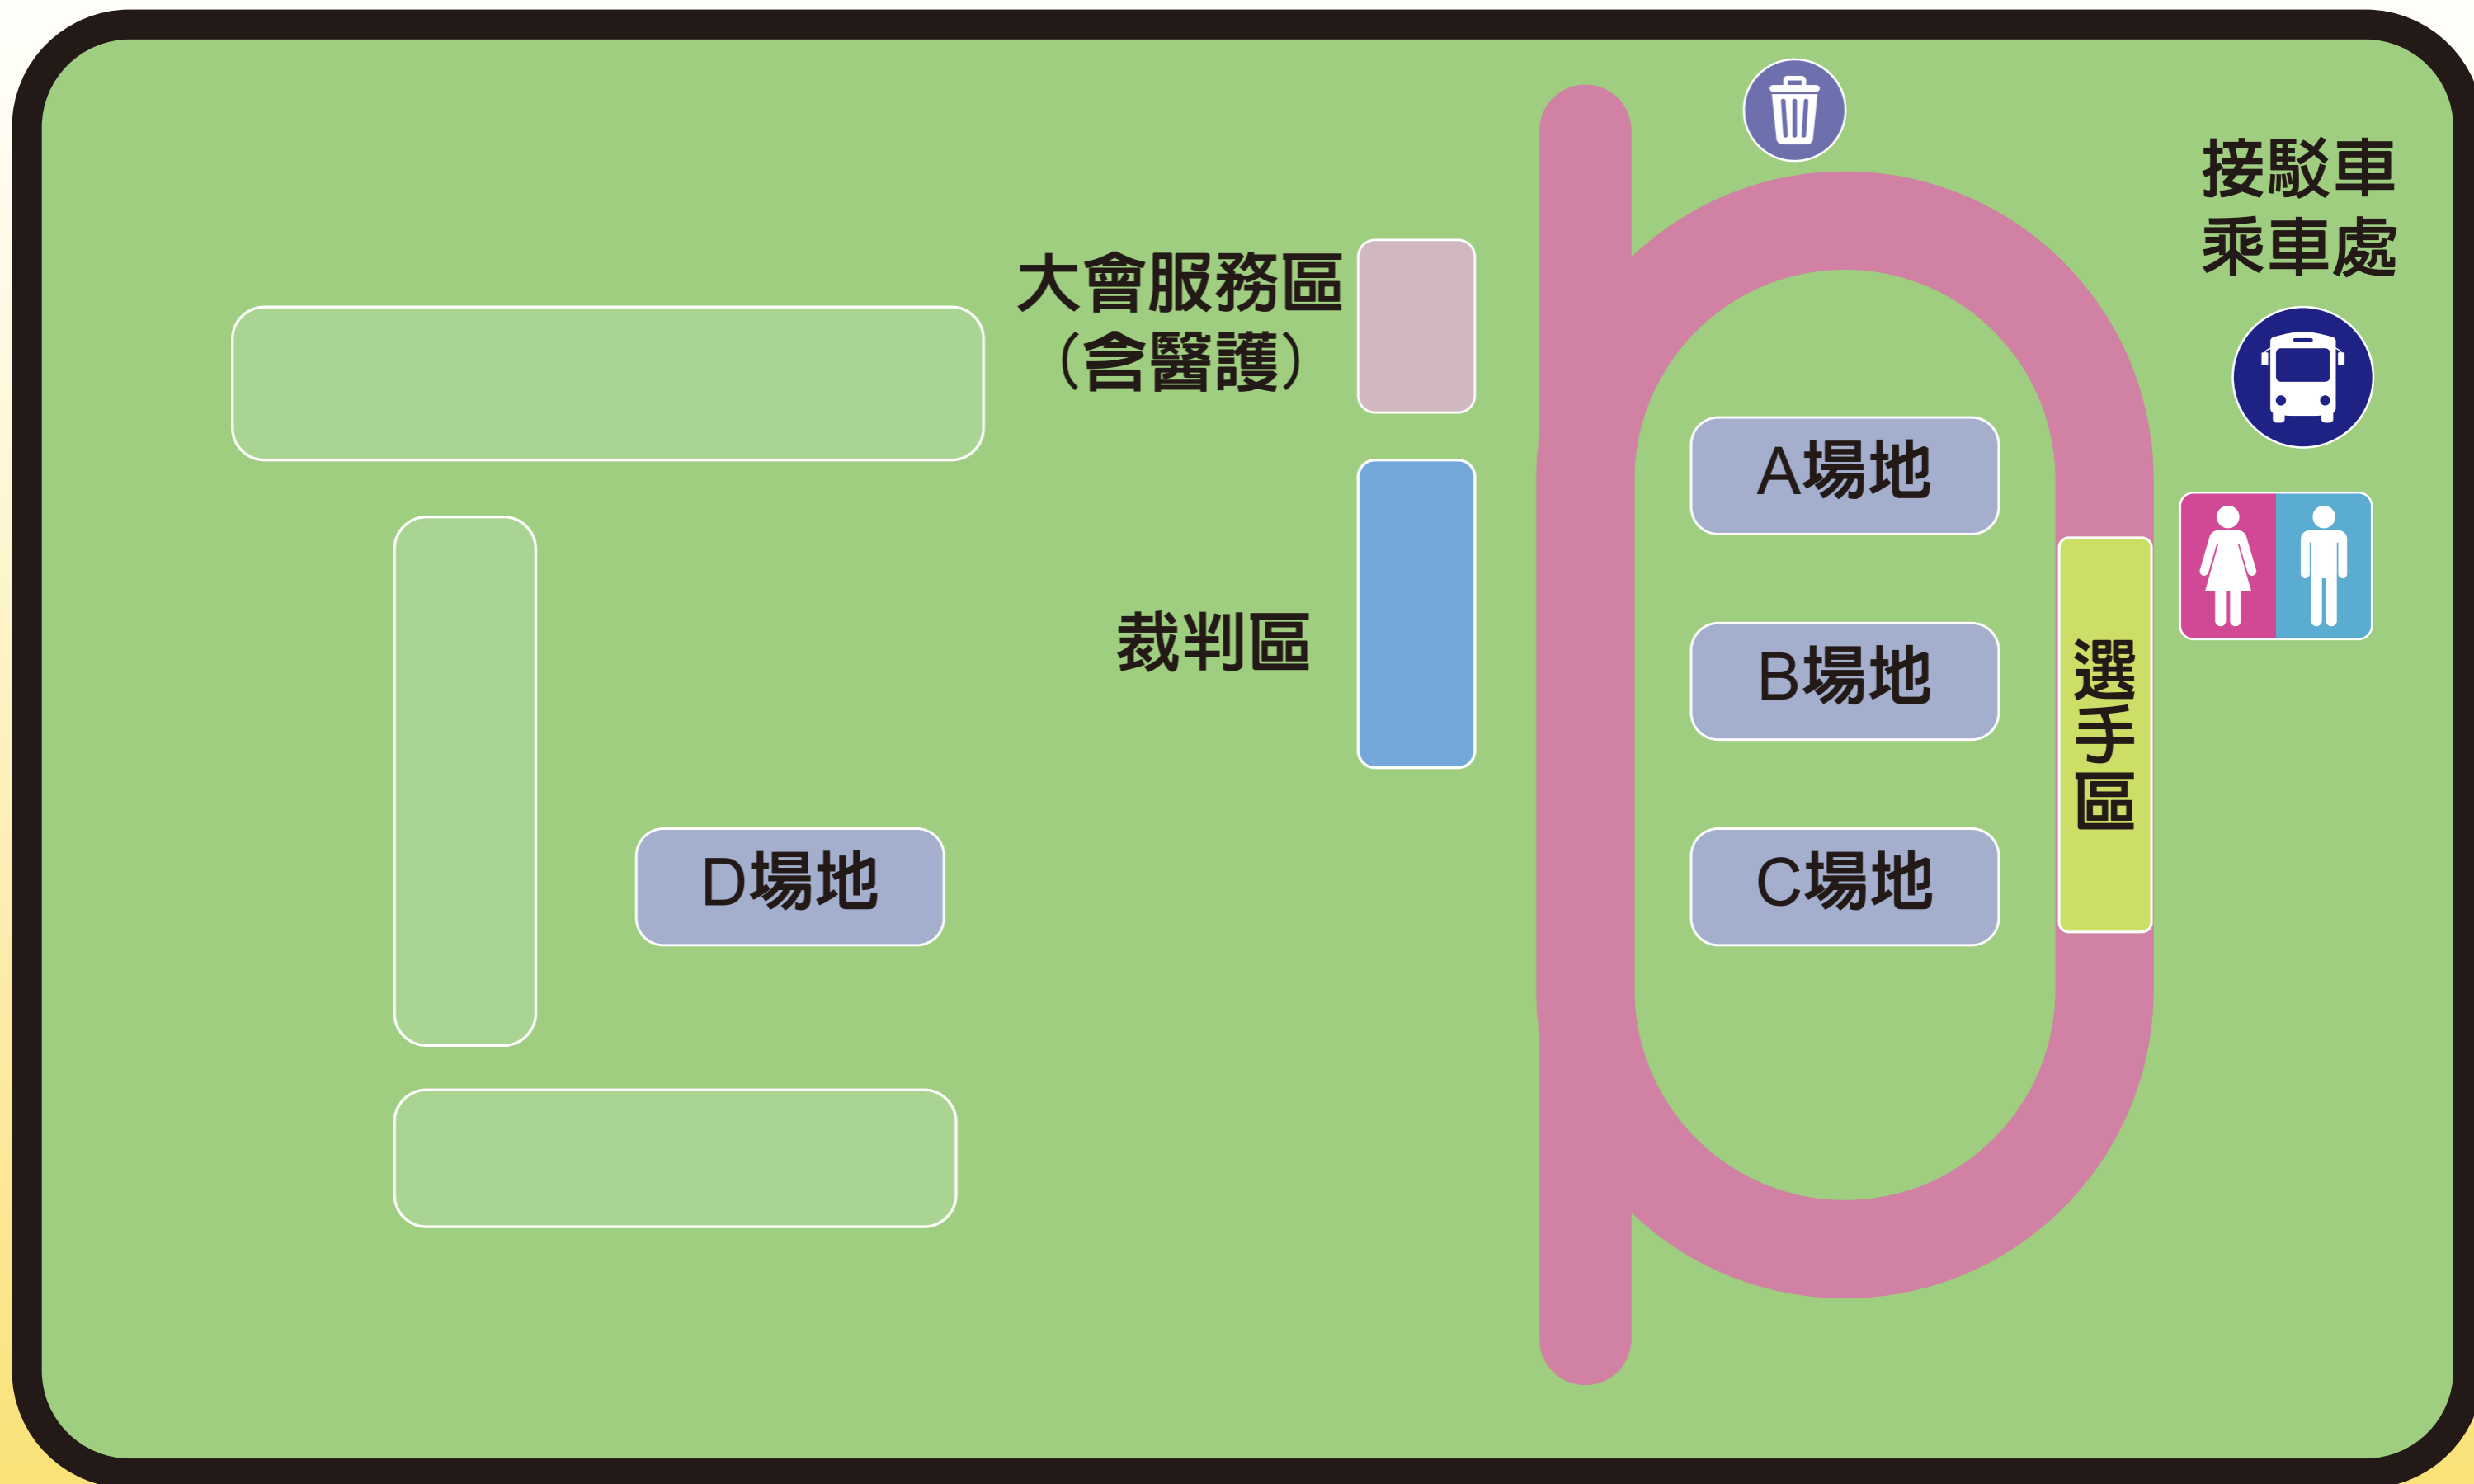 接駁車
乘車處
大會服務區
（含醫護）
A場地
裁判區
B場地
選手區
D場地
C場地